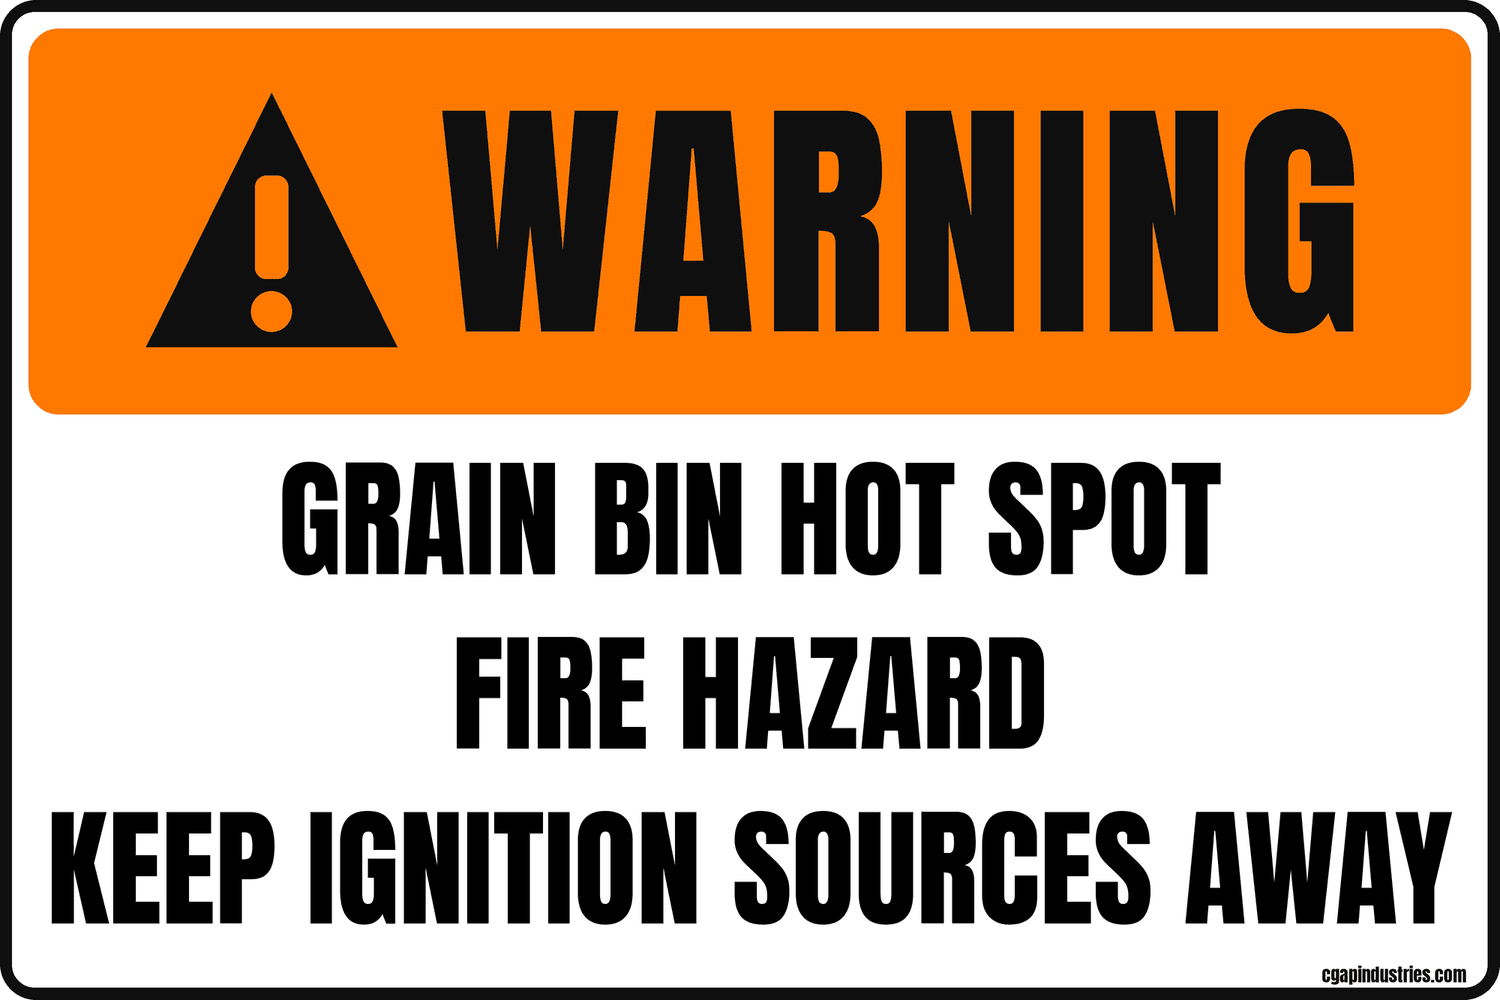 WARNING
GRAIN BIN HOT SPOT
FIRE HAZARD
KEEP IGNITION SOURCES AWAY
cgapindustries.com